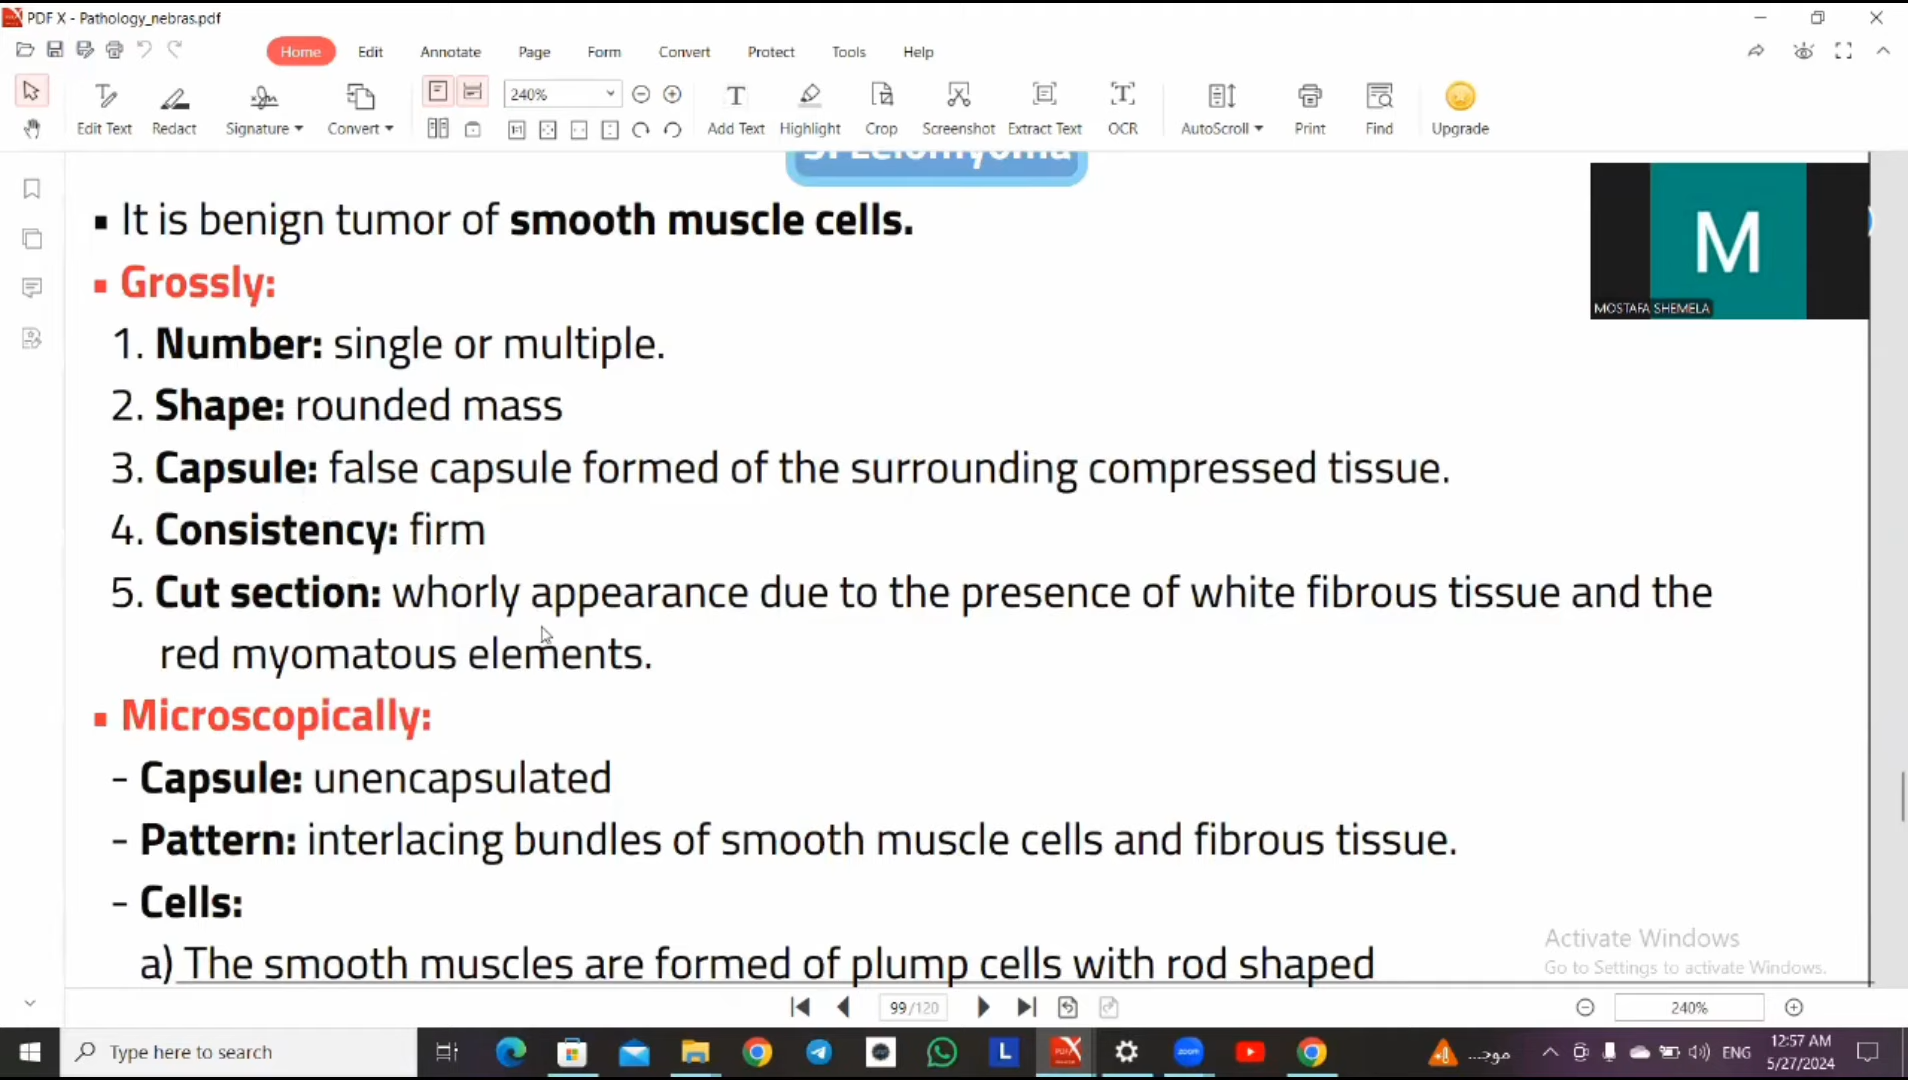 PDF X - Pathology_nebras.pdf
Home Edit Annotate Page Form Convert Protect Tools Help
240%
Edit Text Redact Signature Convert Add Text Highlight Crop Screenshot Extract Text OCR AutoScroll Print Find Upgrade
▪ It is benign tumor of smooth muscle cells.
▪ Grossly:
1. Number: single or multiple.
2. Shape: rounded mass
3. Capsule: false capsule formed of the surrounding compressed tissue.
4. Consistency: firm
5. Cut section: whorly appearance due to the presence of white fibrous tissue and the
red myomatous elements.
▪ Microscopically:
- Capsule: unencapsulated
- Pattern: interlacing bundles of smooth muscle cells and fibrous tissue.
- Cells:
a) The smooth muscles are formed of plump cells with rod shaped
M
MOSTAFA SHEMELA
Activate Windows
Go to Settings to activate Windows.
99 /120
240%
Type here to search
L
zoom
موجـ...
ENG
12:57 AM
5/27/2024